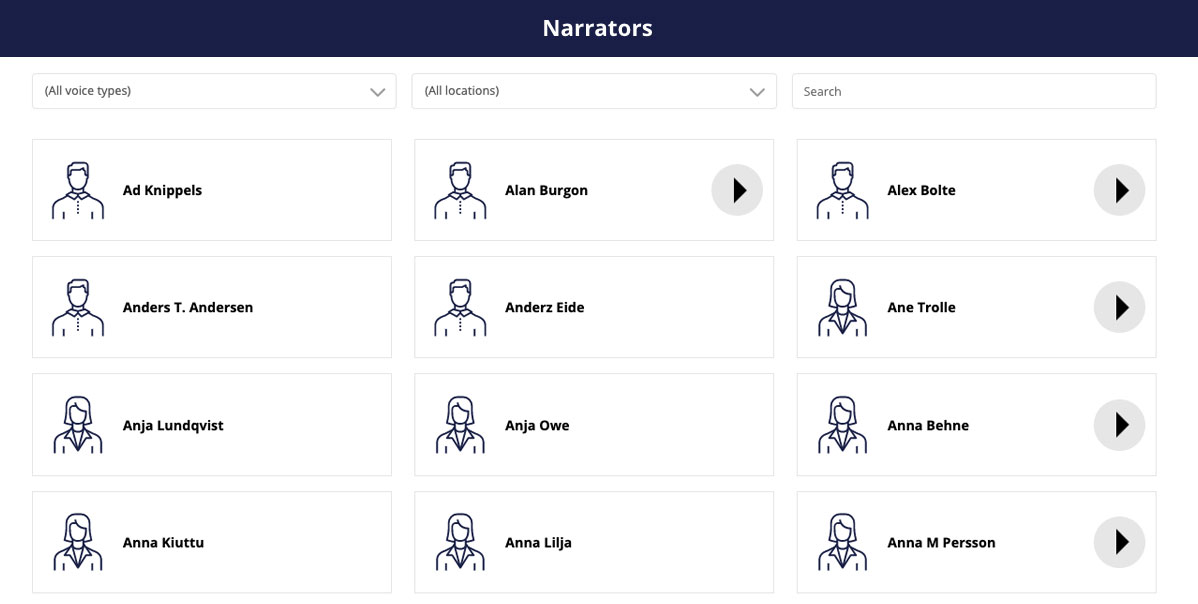 Narrators
(All voice types)
(All locations)
Search
Ad Knippels
Alan Burgon
Alex Bolte
Anders T. Andersen
Anderz Eide
Ane Trolle
Anja Lundqvist
Anja Owe
Anna Behne
Anna Kiuttu
Anna Lilja
Anna M Persson